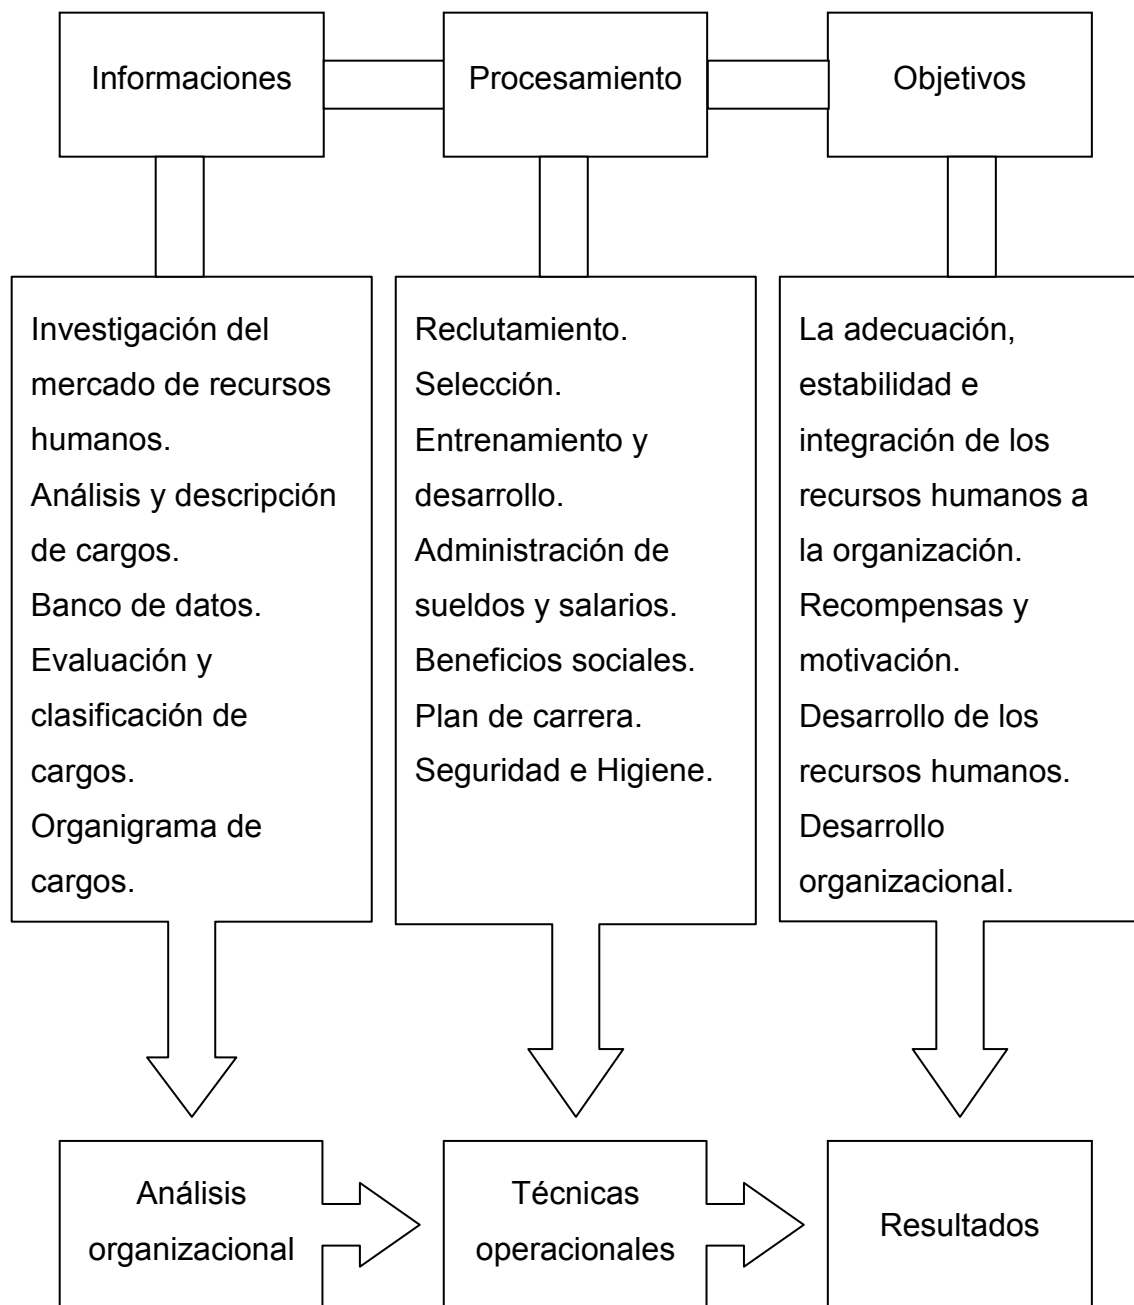 Informaciones
Procesamiento
Objetivos
Investigación del
mercado de recursos
humanos.
Análisis y descripción
de cargos.
Banco de datos.
Evaluación y
clasificación de
cargos.
Organigrama de
cargos.
Reclutamiento.
Selección.
Entrenamiento y
desarrollo.
Administración de
sueldos y salarios.
Beneficios sociales.
Plan de carrera.
Seguridad e Higiene.
La adecuación,
estabilidad e
integración de los
recursos humanos a
la organización.
Recompensas y
motivación.
Desarrollo de los
recursos humanos.
Desarrollo
organizacional.
Análisis
organizacional
Técnicas
operacionales
Resultados